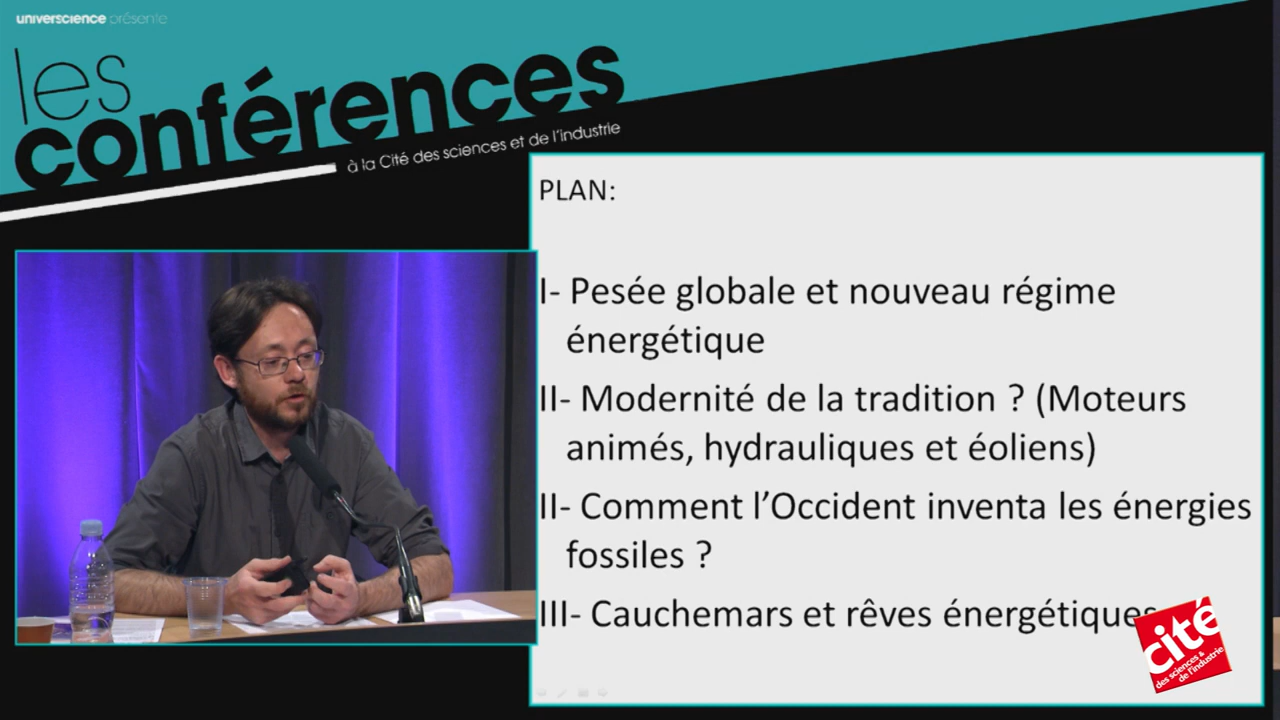 universcience présente
les
conférences
à la Cité des sciences et de l'industrie
PLAN:
I- Pesée globale et nouveau régime
énergétique
II- Modernité de la tradition ? (Moteurs
animés, hydrauliques et éoliens)
II- Comment l'Occident inventa les énergies
fossiles ?
III- Cauchemars et rêves énergétiques
cité
des sciences &
de l'industrie